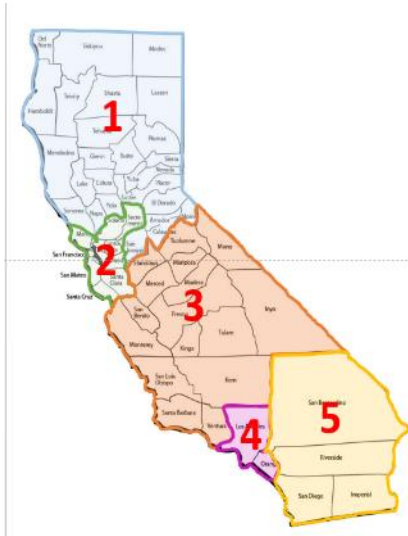 Del
Norte
Siskiyou
Modoc
Humboldt
Trinity
Shasta
Lassen
1
Tehama
Plumas
Mendocino
Glenn
Butte
Sierra
Nevada
Lake
Colusa
Yuba
Placer
El Dorado
Sonoma
Napa
Yolo
Amador
Mono
San Francisco
2
San Mateo
Santa Clara
Santa Cruz
Tuolumne
Mono
Stanislaus
Mariposa
Merced
Madera
3
San
Benito
Fresno
Inyo
Monterey
Kings
Tulare
San Luis
Obispo
Kern
Santa Barbara
Ventura
Los Angeles
4
Orange
San Bernardino
5
Riverside
San Diego
Imperial